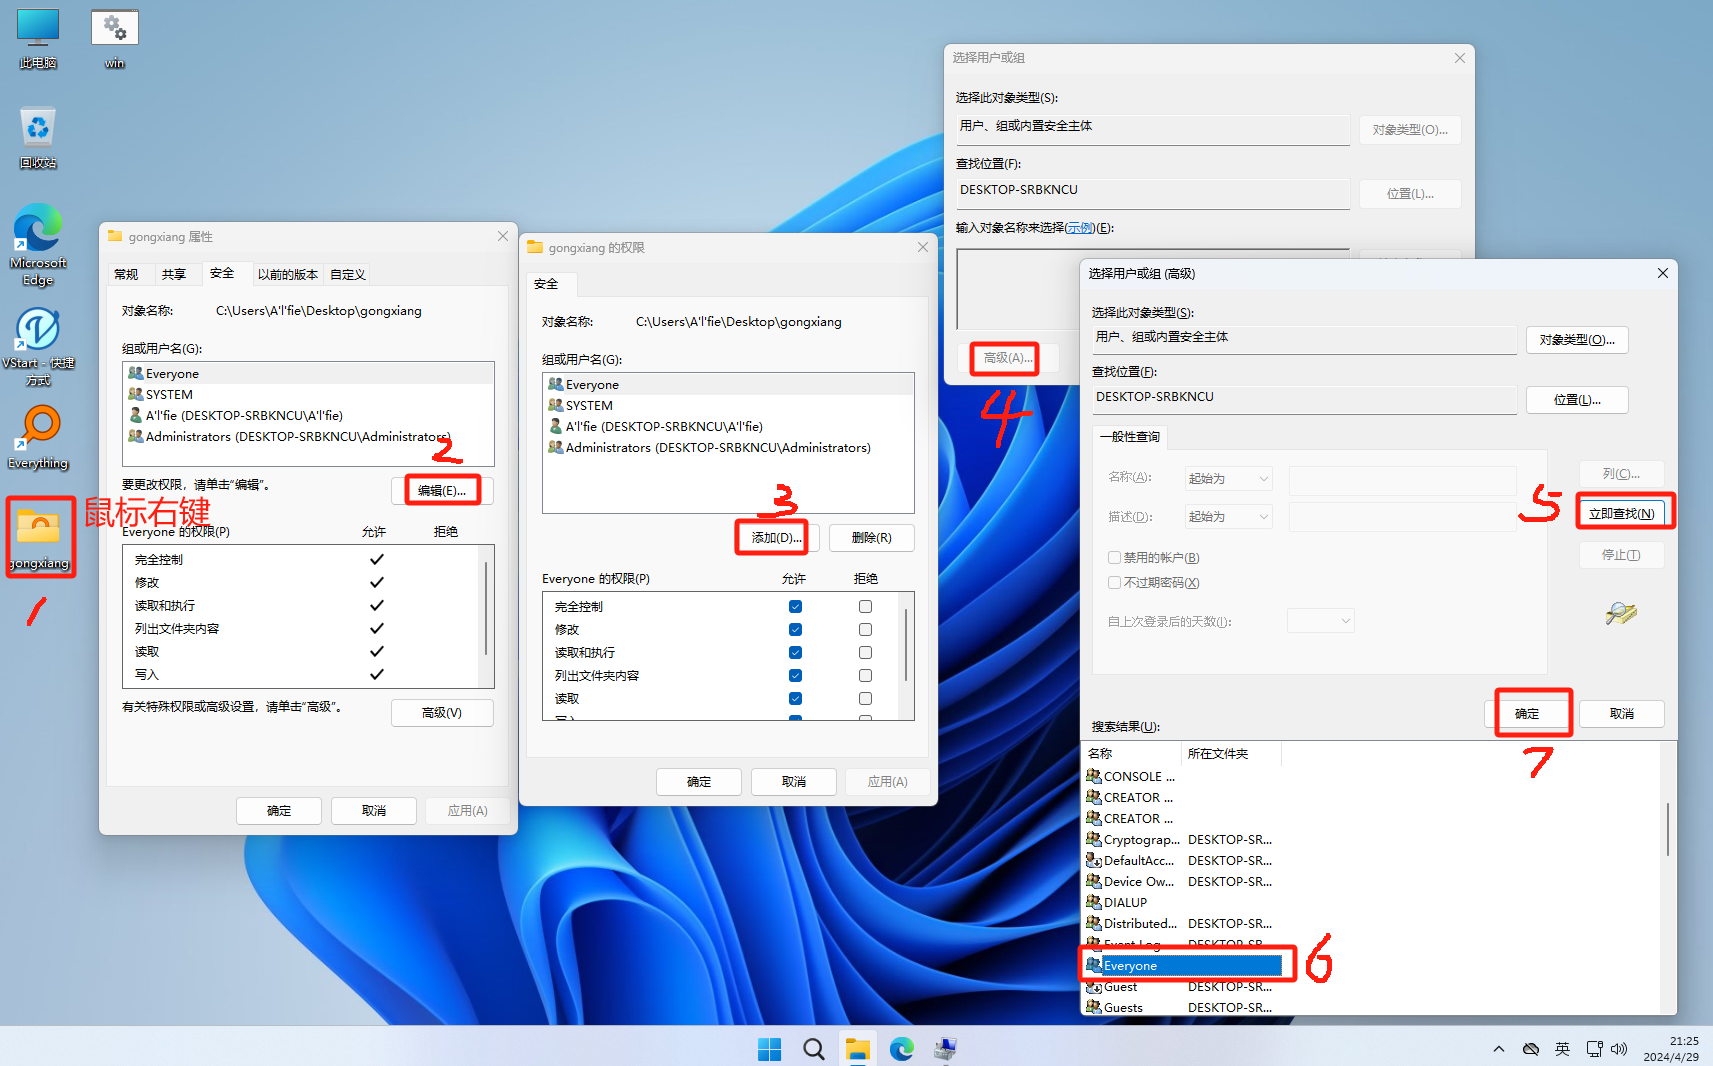 此电脑
win
回收站
Microsoft
Edge
VStart - 快捷
方式
Everything
gongxiang
鼠标右键
1
gongxiang 属性
常规 共享 安全 以前的版本 自定义
对象名称: C:\Users\A'l'fie\Desktop\gongxiang
组或用户名(G):
Everyone
SYSTEM
A'l'fie (DESKTOP-SRBKNCU\A'l'fie)
Administrators (DESKTOP-SRBKNCU\Administrators)
2
要更改权限，请单击“编辑”。
编辑(E)...
Everyone 的权限(P) 允许 拒绝
完全控制
修改
读取和执行
列出文件夹内容
读取
写入
有关特殊权限或高级设置，请单击“高级”。
高级(V)
确定 取消 应用(A)
gongxiang 的权限
安全
对象名称: C:\Users\A'l'fie\Desktop\gongxiang
组或用户名(G):
Everyone
SYSTEM
A'l'fie (DESKTOP-SRBKNCU\A'l'fie)
Administrators (DESKTOP-SRBKNCU\Administrators)
3
添加(D)... 删除(R)
Everyone 的权限(P) 允许 拒绝
完全控制
修改
读取和执行
列出文件夹内容
读取
确定 取消 应用(A)
选择用户或组
选择此对象类型(S):
用户、组或内置安全主体 对象类型(O)...
查找位置(F):
DESKTOP-SRBKNCU 位置(L)...
输入对象名称来选择(示例)(E):
高级(A)...
4
选择用户或组 (高级)
选择此对象类型(S):
用户、组或内置安全主体 对象类型(O)...
查找位置(F):
DESKTOP-SRBKNCU 位置(L)...
一般性查询
名称(A): 起始为
描述(D): 起始为
禁用的帐户(B)
不过期密码(X)
自上次登录后的天数(I):
列(C)...
5
立即查找(N)
停止(T)
确定 取消
7
搜索结果(U):
名称 所在文件夹
CONSOLE ...
CREATOR ...
CREATOR ...
Cryptograp... DESKTOP-SR...
DefaultAcc... DESKTOP-SR...
Device Ow... DESKTOP-SR...
DIALUP
Distributed... DESKTOP-SR...
Event Log DESKTOP-SR
Everyone
6
Guest DESKTOP-SR...
Guests DESKTOP-SR...
英
21:25
2024/4/29